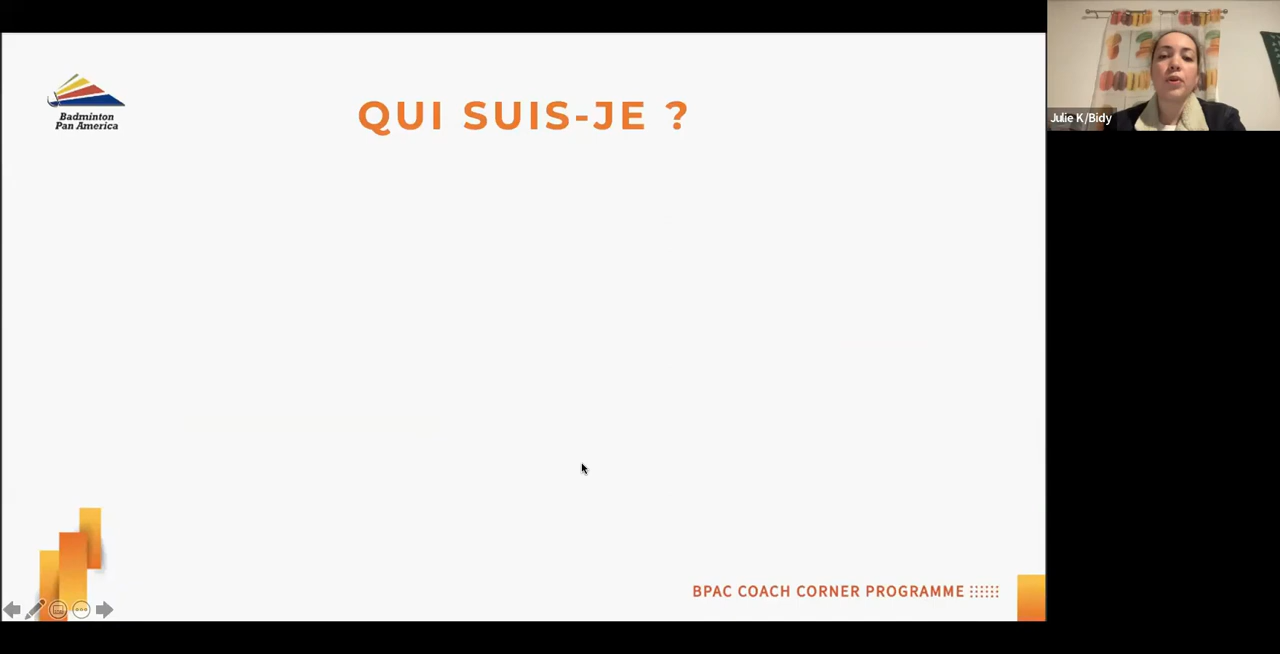 Badminton
Pan America
QUI SUIS-JE ?
Julie K/Bidy
BPAC COACH CORNER PROGRAMME